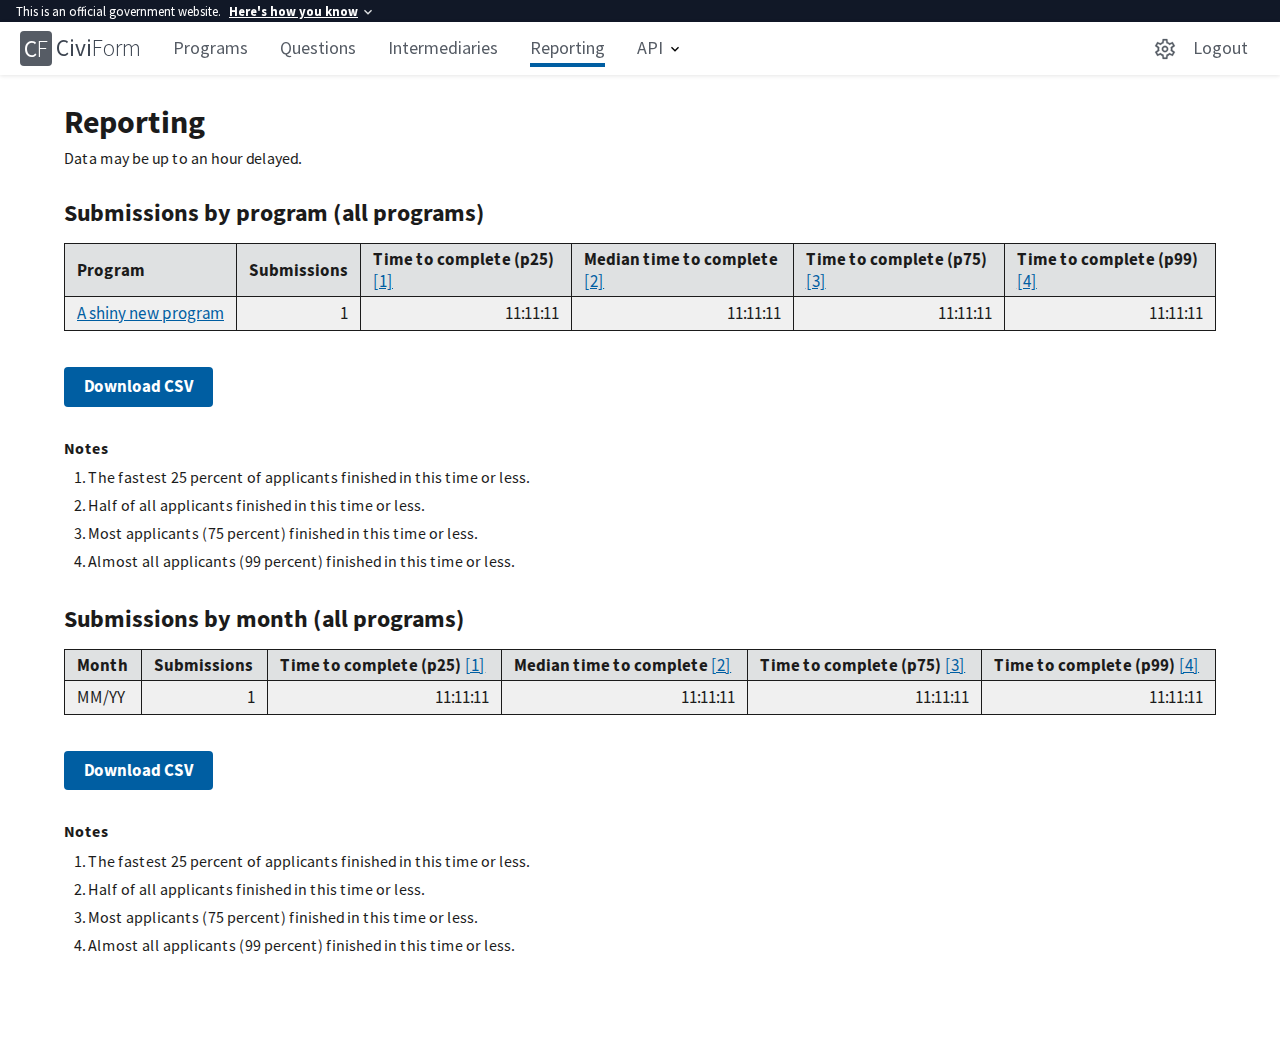 This is an official government website. Here's how you know
CF CiviForm Programs Questions Intermediaries Reporting API Logout
Reporting
Data may be up to an hour delayed.
Submissions by program (all programs)
Program Submissions Time to complete (p25) [1] Median time to complete [2] Time to complete (p75) [3] Time to complete (p99) [4]
A shiny new program 1 11:11:11 11:11:11 11:11:11 11:11:11
Download CSV
Notes
1. The fastest 25 percent of applicants finished in this time or less.
2. Half of all applicants finished in this time or less.
3. Most applicants (75 percent) finished in this time or less.
4. Almost all applicants (99 percent) finished in this time or less.
Submissions by month (all programs)
Month Submissions Time to complete (p25) [1] Median time to complete [2] Time to complete (p75) [3] Time to complete (p99) [4]
MM/YY 1 11:11:11 11:11:11 11:11:11 11:11:11
Download CSV
Notes
1. The fastest 25 percent of applicants finished in this time or less.
2. Half of all applicants finished in this time or less.
3. Most applicants (75 percent) finished in this time or less.
4. Almost all applicants (99 percent) finished in this time or less.